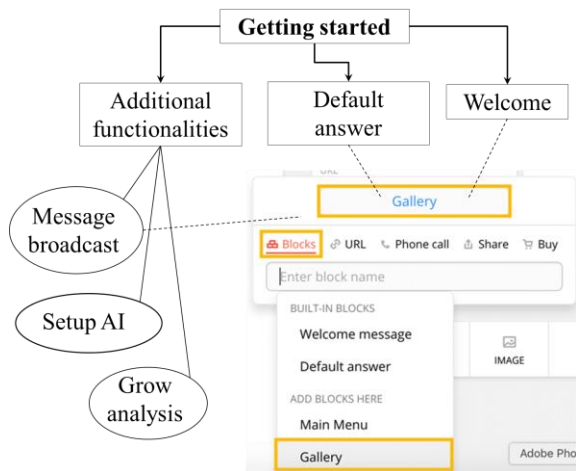 Getting started
Additional
functionalities
Default
answer
Welcome
URL
Gallery
Message
broadcast
Blocks URL Phone call Share Buy
Enter block name
BUILT-IN BLOCKS
Setup AI
Welcome message
IMAGE
Default answer
Grow
analysis
ADD BLOCKS HERE
Main Menu
Gallery
Adobe Pho